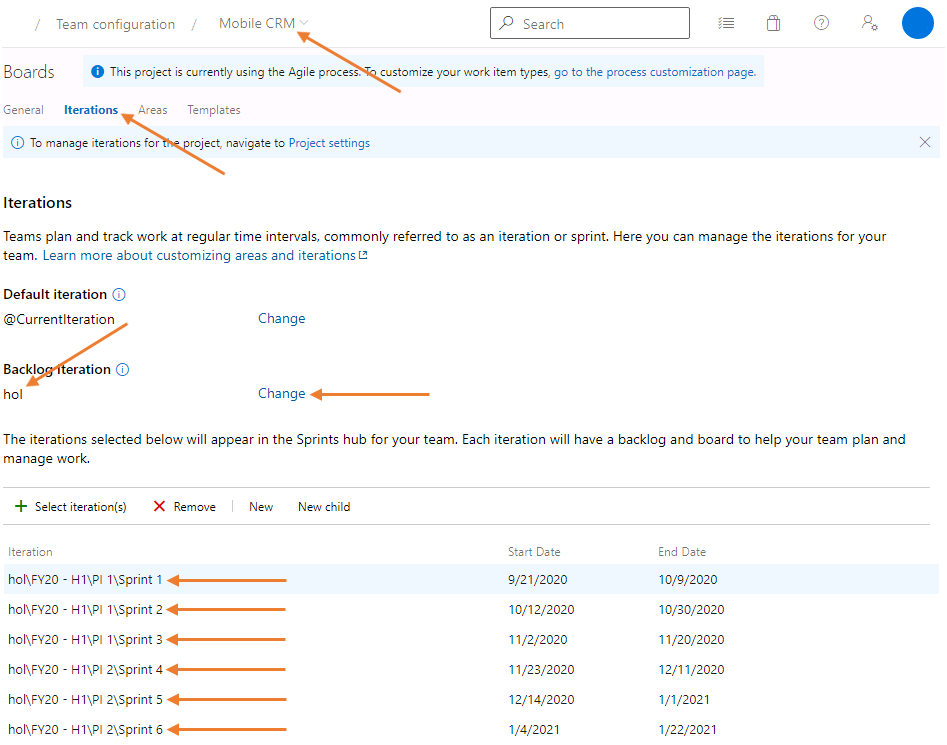 / Team configuration / Mobile CRM Search
Boards This project is currently using the Agile process. To customize your work item types, go to the process customization page.
General Iterations Areas Templates
To manage iterations for the project, navigate to Project settings
Iterations
Teams plan and track work at regular time intervals, commonly referred to as an iteration or sprint. Here you can manage the iterations for your
team. Learn more about customizing areas and iterations
Default iteration
@CurrentIteration Change
Backlog iteration
hol Change
The iterations selected below will appear in the Sprints hub for your team. Each iteration will have a backlog and board to help your team plan and
manage work.
Select iteration(s) Remove New New child
Iteration Start Date End Date
hol\FY20 - H1\PI 1\Sprint 1 9/21/2020 10/9/2020
hol\FY20 - H1\PI 1\Sprint 2 10/12/2020 10/30/2020
hol\FY20 - H1\PI 1\Sprint 3 11/2/2020 11/20/2020
hol\FY20 - H1\PI 2\Sprint 4 11/23/2020 12/11/2020
hol\FY20 - H1\PI 2\Sprint 5 12/14/2020 1/1/2021
hol\FY20 - H1\PI 2\Sprint 6 1/4/2021 1/22/2021